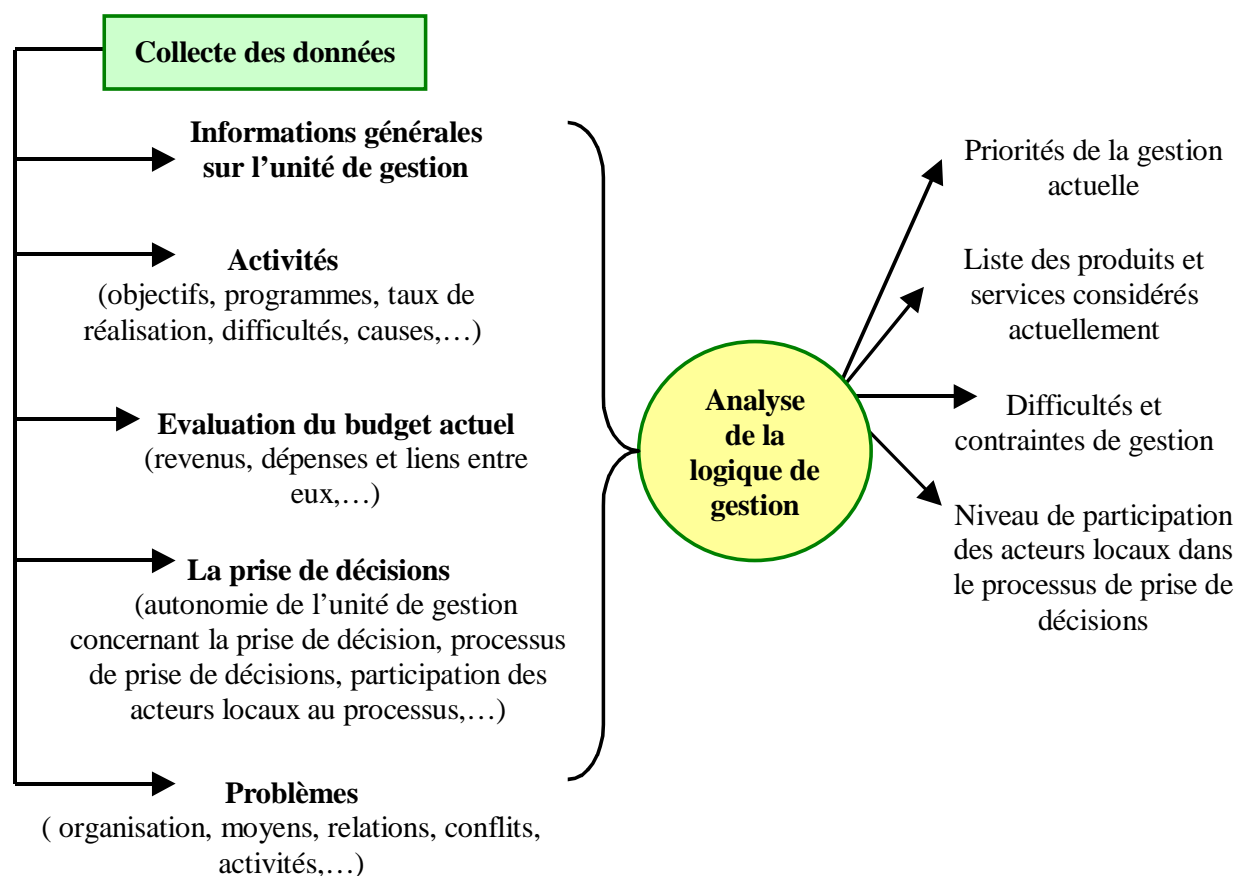 Collecte des données
Informations générales
sur l’unité de gestion
Activités
(objectifs, programmes, taux de
réalisation, difficultés, causes,…)
Evaluation du budget actuel
(revenus, dépenses et liens entre
eux,…)
La prise de décisions
(autonomie de l’unité de gestion
concernant la prise de décision, processus
de prise de décisions, participation des
acteurs locaux au processus,…)
Problèmes
( organisation, moyens, relations, conflits,
activités,…)
Analyse
de la
logique de
gestion
Priorités de la gestion
actuelle
Liste des produits et
services considérés
actuellement
Difficultés et
contraintes de gestion
Niveau de participation
des acteurs locaux dans
le processus de prise de
décisions